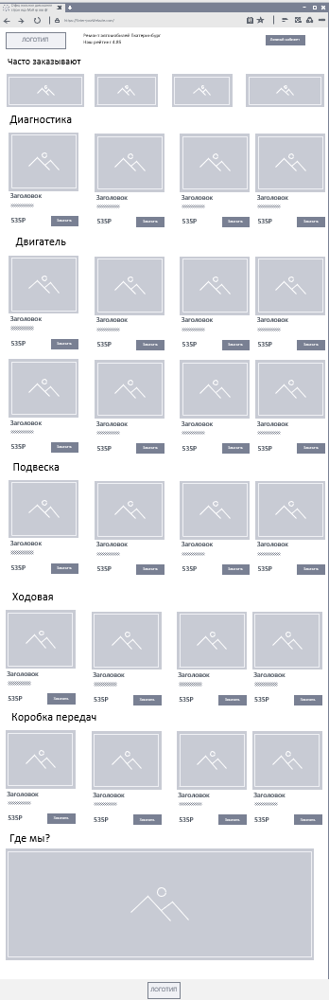 ЛОГОТИП
Ремонт автомобилей Екатеринбург
Наш рейтинг 4.85
Личный кабинет
Часто заказывают
Диагностика
Заголовок Заголовок Заголовок Заголовок
535Р Заказать 535Р Заказать 535Р Заказать 535Р Заказать
Двигатель
Заголовок Заголовок Заголовок Заголовок
535Р Заказать 535Р Заказать 535Р Заказать 535Р Заказать
Заголовок Заголовок Заголовок Заголовок
535Р Заказать 535Р Заказать 535Р Заказать 535Р Заказать
Подвеска
Заголовок Заголовок Заголовок Заголовок
535Р Заказать 535Р Заказать 535Р Заказать 535Р Заказать
Ходовая
Заголовок Заголовок Заголовок Заголовок
535Р Заказать 535Р Заказать 535Р Заказать 535Р Заказать
Коробка передач
Заголовок Заголовок Заголовок Заголовок
535Р Заказать 535Р Заказать 535Р Заказать 535Р Заказать
Где мы?
ЛОГОТИП